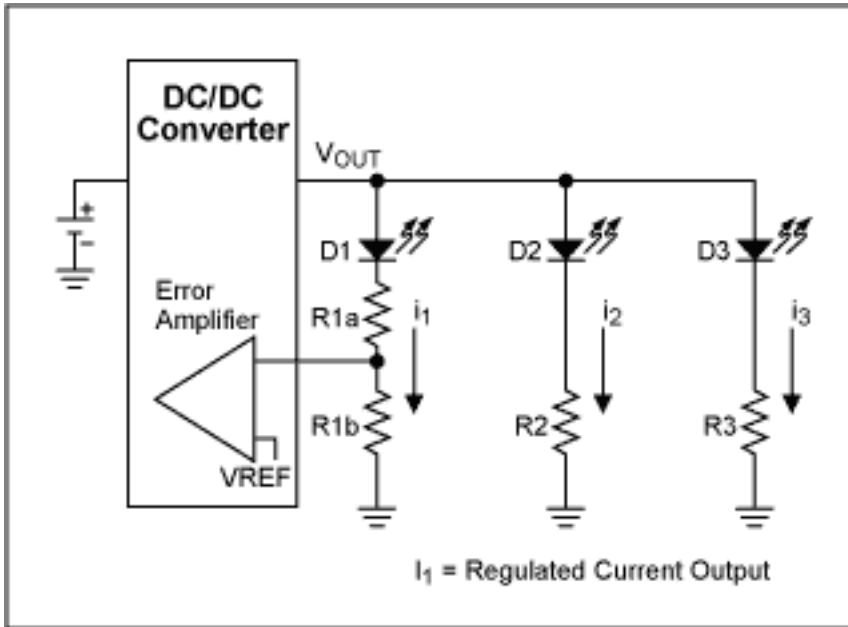 DC/DC
Converter
VOUT
+
-
D1
D2
D3
Error
Amplifier
R1a
i1
i2
i3
R1b
R2
R3
VREF
I1 = Regulated Current Output